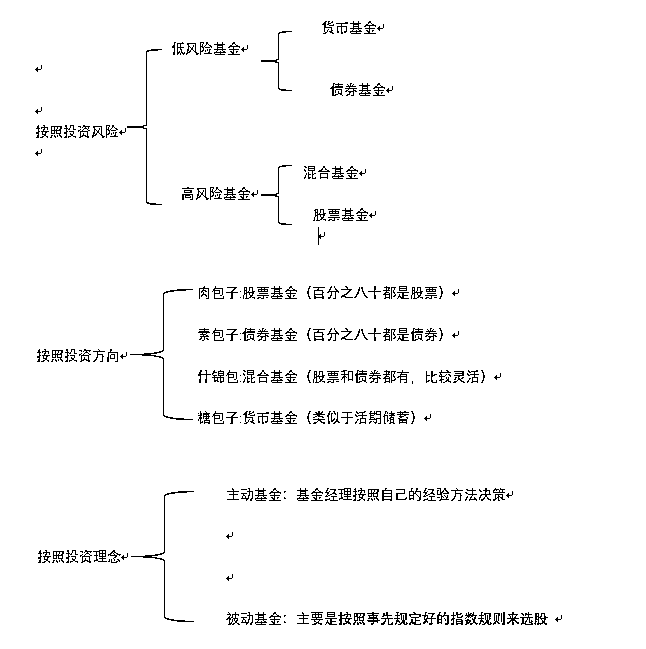 货币基金
低风险基金
债券基金
按照投资风险
混合基金
高风险基金
股票基金
肉包子:股票基金（百分之八十都是股票）
素包子:债券基金（百分之八十都是债券）
按照投资方向
什锦包:混合基金（股票和债券都有，比较灵活）
糖包子:货币基金（类似于活期储蓄）
主动基金：基金经理按照自己的经验方法决策
按照投资理念
被动基金：主要是按照事先规定好的指数规则来选股